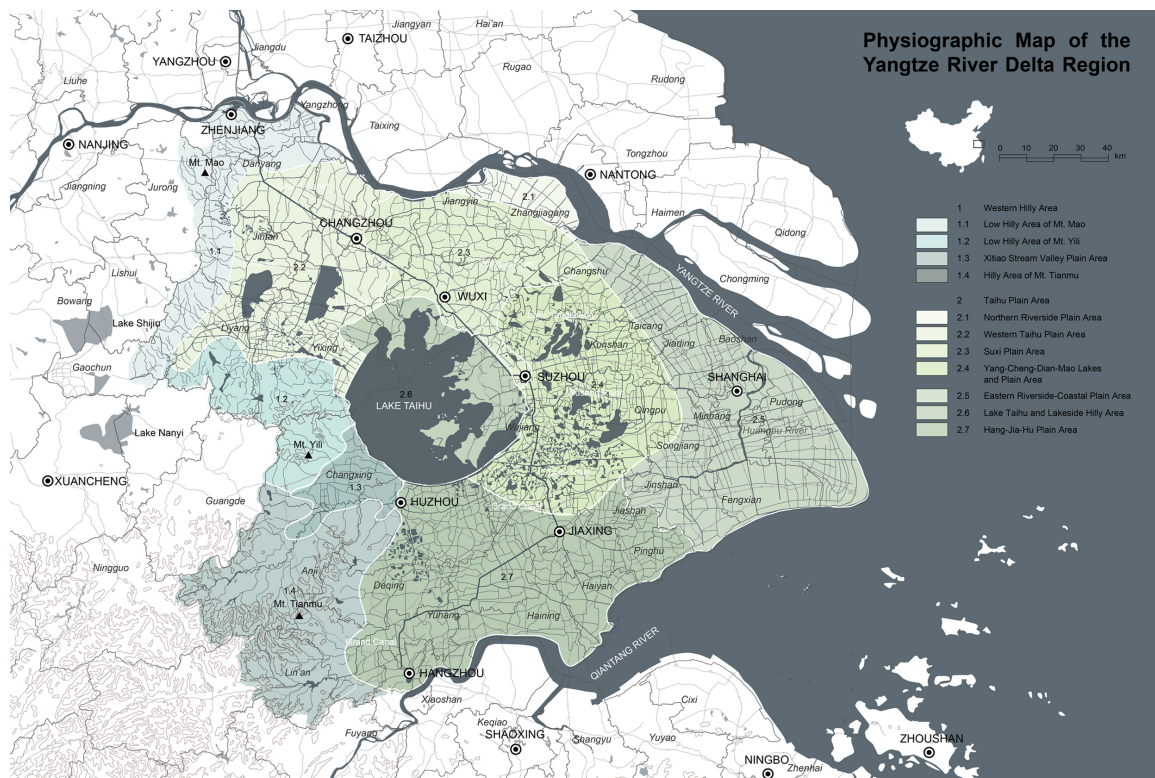 Physiographic Map of the
Yangtze River Delta Region
0 10 20 30 40
km
1 Western Hilly Area
1.1 Low Hilly Area of Mt. Mao
1.2 Low Hilly Area of Mt. Yili
1.3 Xitiao Stream Valley Plain Area
1.4 Hilly Area of Mt. Tianmu
2 Taihu Plain Area
2.1 Northern Riverside Plain Area
2.2 Western Taihu Plain Area
2.3 Suxi Plain Area
2.4 Yang-Cheng-Dian-Mao Lakes
and Plain Area
2.5 Eastern Riverside-Coastal Plain Area
2.6 Lake Taihu and Lakeside Hilly Area
2.7 Hang-Jia-Hu Plain Area
Jiangyan
Hai'an
TAIZHOU
Jiangdu
YANGZHOU
Rugao
Liuhe
Rudong
Yangzhong
Taixing
ZHENJIANG
NANJING
Tongzhou
Mt. Mao
Danyang
NANTONG
Jiangning
Jurong
2.1
Jiangyin
Zhangjiagang
Haimen
CHANGZHOU
Qidong
Jintan
1.1
2.3
2.2
Lishui
Changshu
YANGTZE RIVER
Chongming
Bowang
WUXI
Lake Shijiu
Liyang
Taicang
Baoshan
Yixing
Kunshan
Jiading
Gaochun
SUZHOU
SHANGHAI
2.4
2.6
LAKE TAIHU
1.2
Qingpu
Pudong
Minhang
2.5
Wujiang
Huangpu River
Lake Nanyi
Mt. Yili
Songjiang
Changxing
XUANCHENG
1.3
Jinshan
Guangde
HUZHOU
Fengxian
Jiashan
JIAXING
Pinghu
Ningguo
Anji
2.7
Deqing
Haiyan
1.4
Mt. Tianmu
Yuhang
Haining
Grand Canal
QIANTANG RIVER
Lin'an
HANGZHOU
Xiaoshan
Cixi
Keqiao
Fuyang
SHAOXING
Shangyu
Yuyao
ZHOUSHAN
NINGBO
Zhenhai